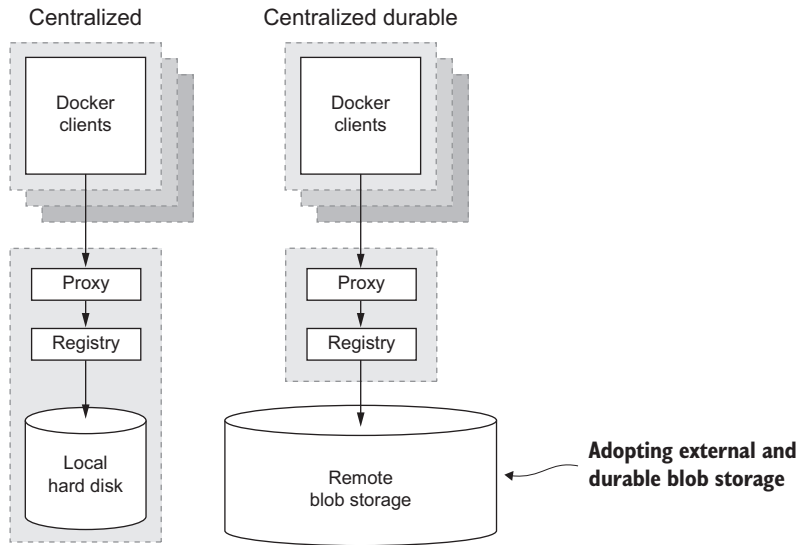 Centralized
Docker
clients
Proxy
Registry
Local
hard disk
Centralized durable
Docker
clients
Proxy
Registry
Remote
blob storage
Adopting external and
durable blob storage